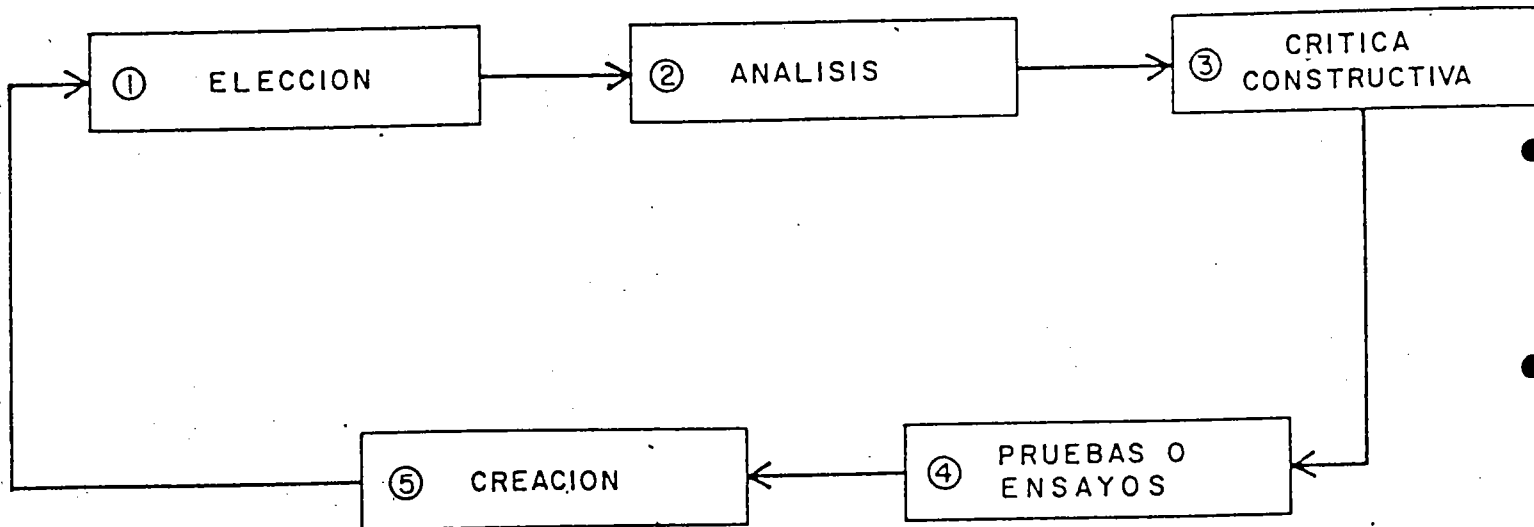 ① ELECCION
② ANALISIS
③ CRITICA
CONSTRUCTIVA
④ PRUEBAS O
ENSAYOS
⑤ CREACION